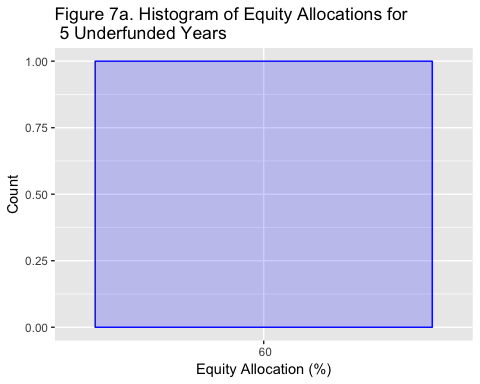 Figure 7a. Histogram of Equity Allocations for
5 Underfunded Years
1.00
0.75
0.50
0.25
0.00
Count
60
Equity Allocation (%)